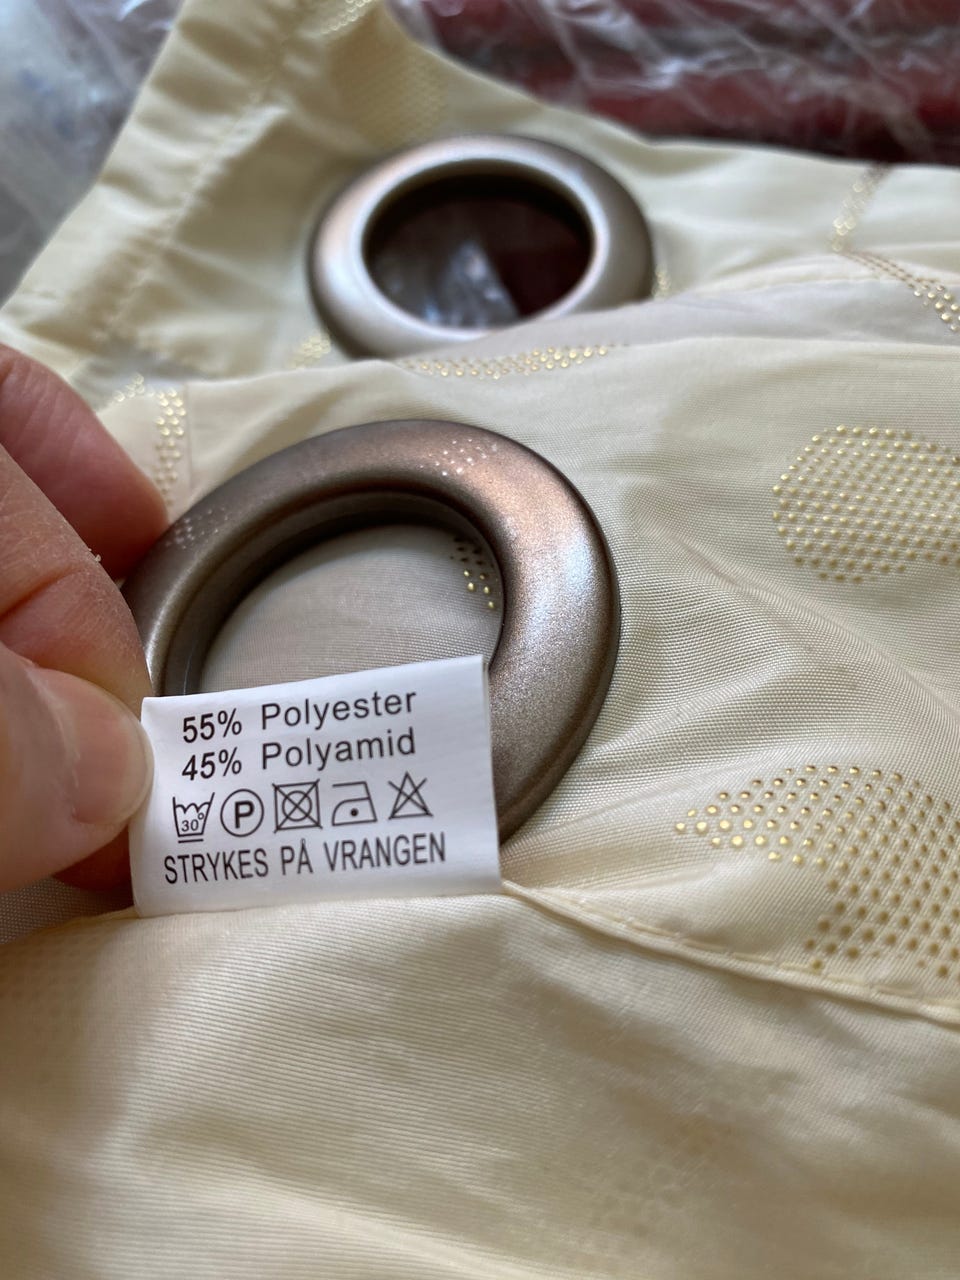 55% Polyester
45% Polyamid
30° P
STRYKES PÅ VRANGEN